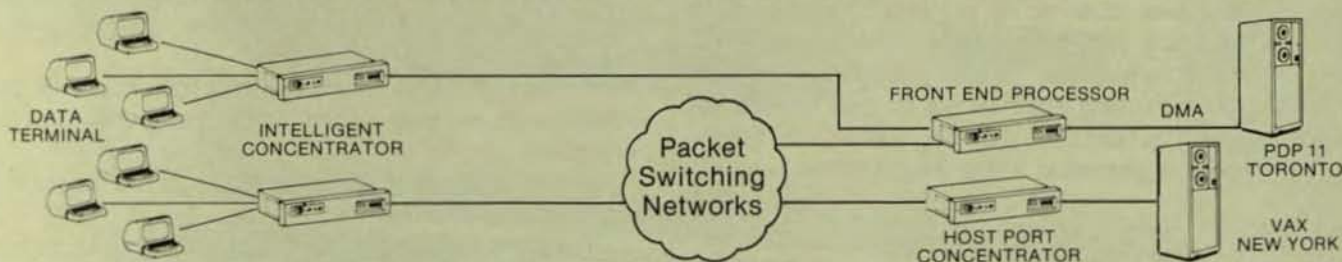 DATA
TERMINAL
INTELLIGENT
CONCENTRATOR
Packet
Switching
Networks
FRONT END PROCESSOR
DMA
PDP 11
TORONTO
HOST PORT
CONCENTRATOR
VAX
NEW YORK